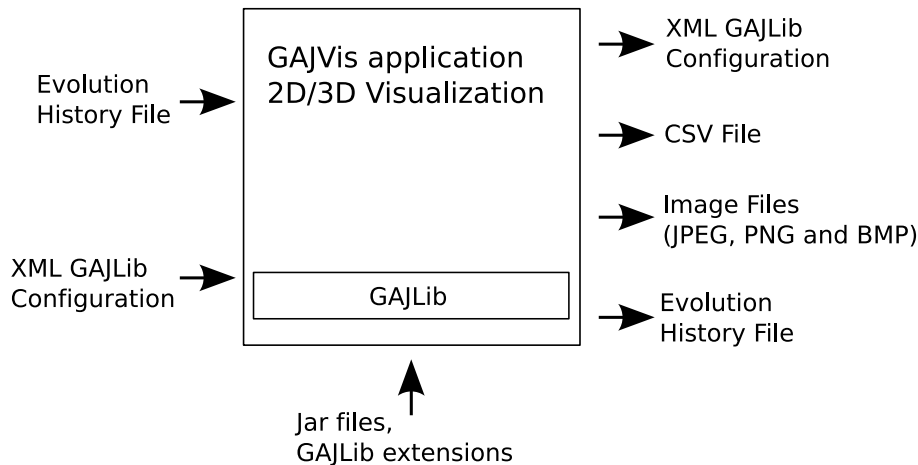 GAJVis application
2D/3D Visualization
Evolution
History File
XML GAJLib
Configuration
GAJLib
Jar files,
GAJLib extensions
XML GAJLib
Configuration
CSV File
Image Files
(JPEG, PNG and BMP)
Evolution
History File